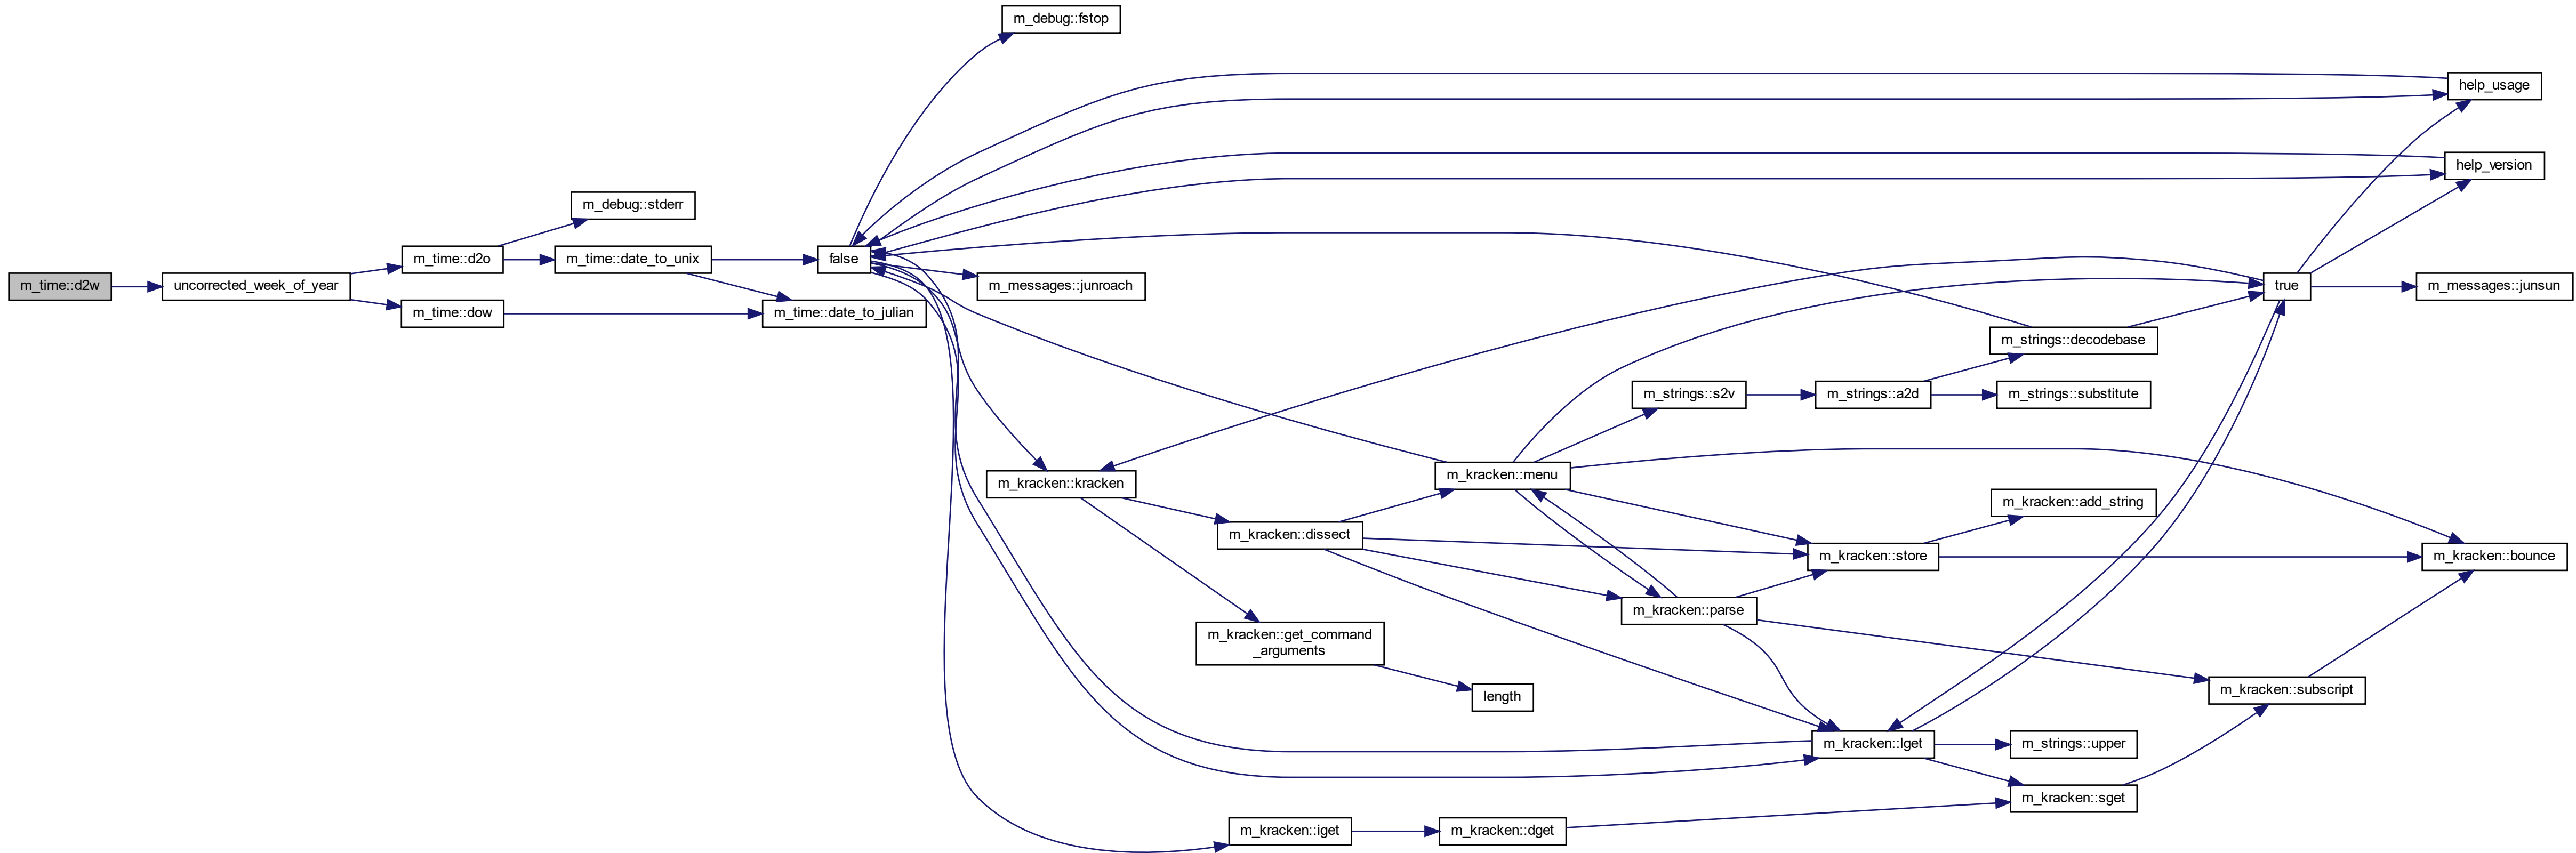 m_debug::fstop
help_usage
help_version
m_debug::stderr
m_time::d2o
m_time::date_to_unix
false
m_time::d2w
uncorrected_week_of_year
m_messages::junroach
true
m_messages::junsun
m_time::dow
m_time::date_to_julian
m_strings::decodebase
m_strings::s2v
m_strings::a2d
m_strings::substitute
m_kracken::menu
m_kracken::kracken
m_kracken::add_string
m_kracken::dissect
m_kracken::store
m_kracken::bounce
m_kracken::parse
m_kracken::get_command
_arguments
length
m_kracken::subscript
m_kracken::lget
m_strings::upper
m_kracken::sget
m_kracken::iget
m_kracken::dget